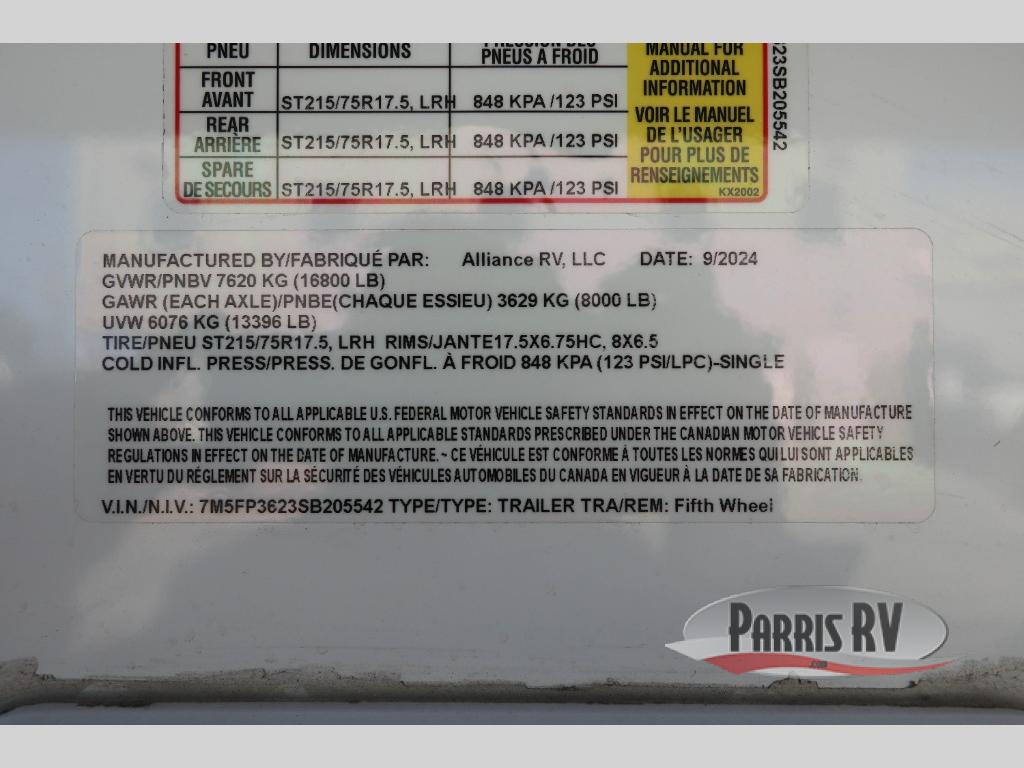 PNEU DIMENSIONS PRESSION DES PNEUS À FROID
MANUAL FOR
ADDITIONAL
INFORMATION
FRONT
AVANT ST215/75R17.5, LRH 848 KPA /123 PSI
REAR
ARRIÈRE ST215/75R17.5, LRH 848 KPA /123 PSI
SPARE
DE SECOURS ST215/75R17.5, LRH 848 KPA /123 PSI
VOIR LE MANUEL
DE L'USAGER
POUR PLUS DE
RENSEIGNEMENTS
KX2002
23SB205542
MANUFACTURED BY/FABRIQUÉ PAR: Alliance RV, LLC DATE: 9/2024
GVWR/PNBV 7620 KG (16800 LB)
GAWR (EACH AXLE)/PNBE(CHAQUE ESSIEU) 3629 KG (8000 LB)
UVW 6076 KG (13396 LB)
TIRE/PNEU ST215/75R17.5, LRH RIMS/JANTE17.5X6.75HC, 8X6.5
COLD INFL. PRESS/PRESS. DE GONFL. À FROID 848 KPA (123 PSI/LPC)-SINGLE
THIS VEHICLE CONFORMS TO ALL APPLICABLE U.S. FEDERAL MOTOR VEHICLE SAFETY STANDARDS IN EFFECT ON THE DATE OF MANUFACTURE
SHOWN ABOVE. THIS VEHICLE CONFORMS TO ALL APPLICABLE STANDARDS PRESCRIBED UNDER THE CANADIAN MOTOR VEHICLE SAFETY
REGULATIONS IN EFFECT ON THE DATE OF MANUFACTURE. ~ CE VÉHICULE EST CONFORME À TOUTES LES NORMES QUI LUI SONT APPLICABLES
EN VERTU DU RÉGLEMENT SUR LA SÉCURITÉ DES VÉHICULES AUTOMOBILES DU CANADA EN VIGUEUR À LA DATE DE SA FABRICATION.
V.I.N./N.I.V.: 7M5FP3623SB205542 TYPE/TYPE: TRAILER TRA/REM: Fifth Wheel
PARRIS RV
.com